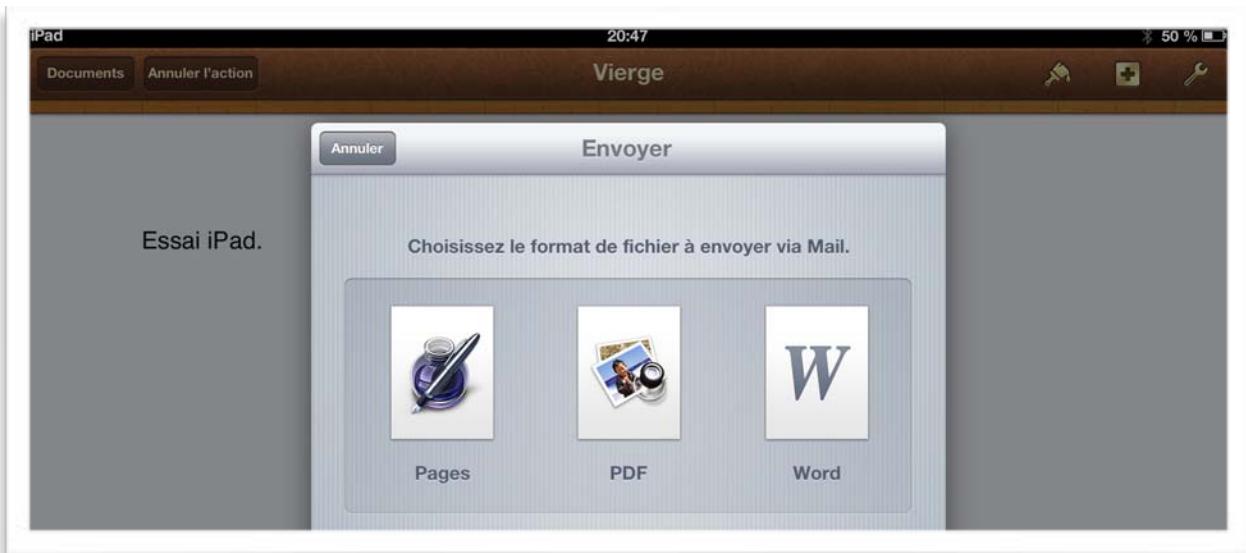 iPad 20:47 50 %
Documents Annuler l'action Vierge
Annuler Envoyer
Essai iPad.
Choisissez le format de fichier à envoyer via Mail.
W
Pages PDF Word